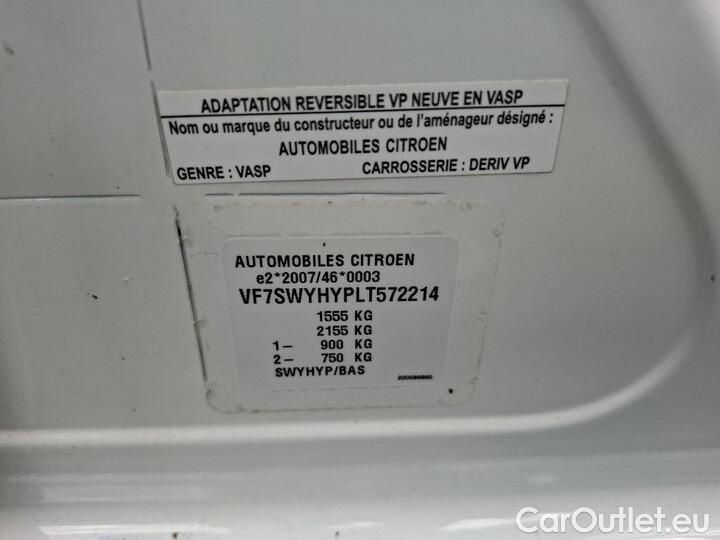 ADAPTATION REVERSIBLE VP NEUVE EN VASP
Nom ou marque du constructeur ou de l'aménageur désigné :
AUTOMOBILES CITROEN
GENRE : VASP CARROSSERIE : DERIV VP
AUTOMOBILES CITROEN
e2*2007/46*0003
VF7SWYHYPLT572214
1555 KG
2155 KG
1- 900 KG
2- 750 KG
SWYHYP/BAS
CarOutlet.eu